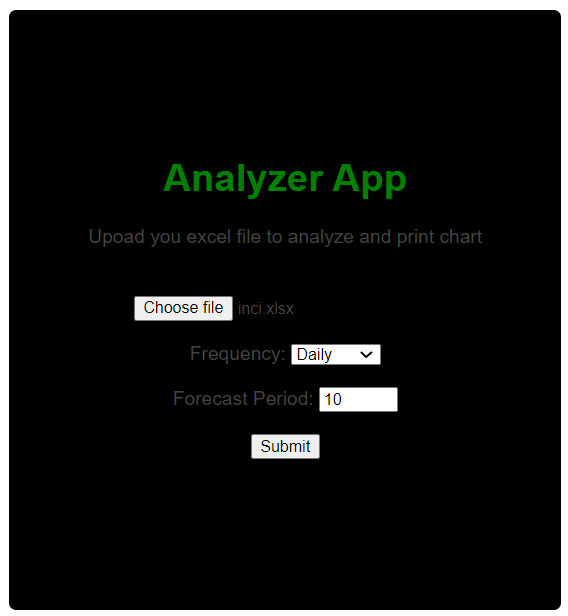 Analyzer App
Upoad you excel file to analyze and print chart
Choose file inci.xlsx
Frequency: Daily
Forecast Period: 10
Submit